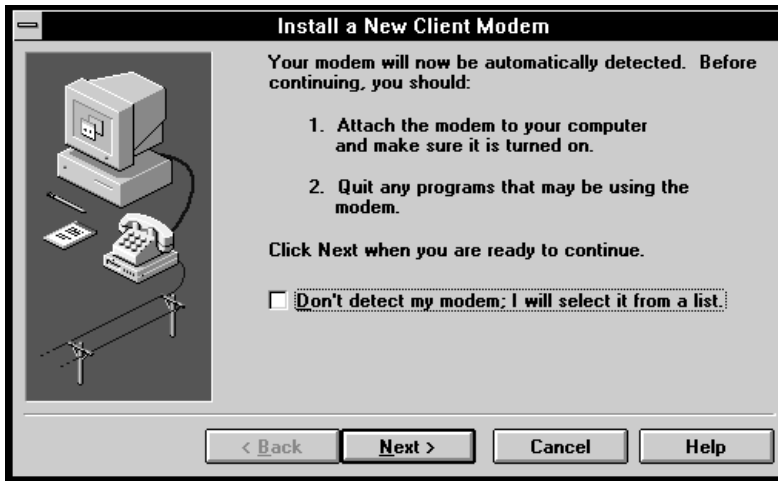 Install a New Client Modem
Your modem will now be automatically detected. Before
continuing, you should:
1. Attach the modem to your computer
and make sure it is turned on.
2. Quit any programs that may be using the
modem.
Click Next when you are ready to continue.
Don't detect my modem; I will select it from a list.
< Back
Next >
Cancel
Help